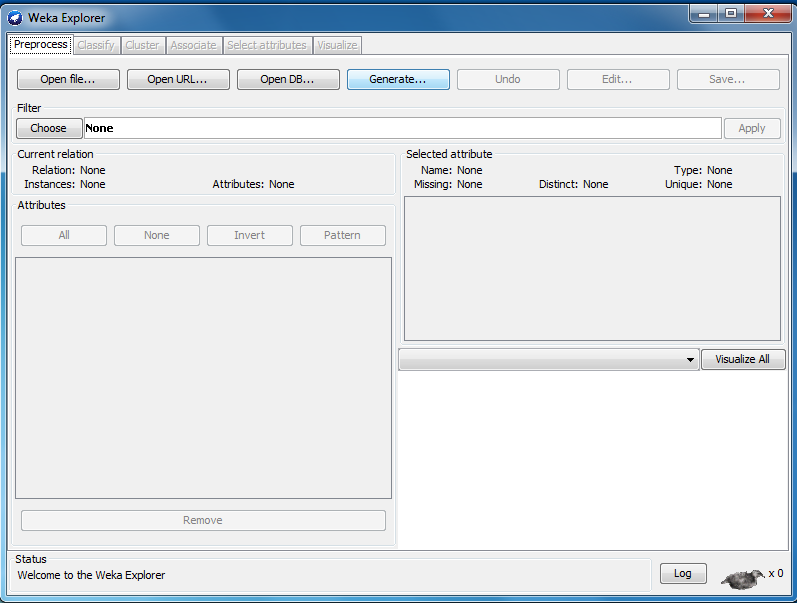 Weka Explorer
Preprocess Classify Cluster Associate Select attributes Visualize
Open file... Open URL... Open DB... Generate... Undo Edit... Save...
Filter
Choose None Apply
Current relation
Relation: None
Instances: None Attributes: None
Attributes
All None Invert Pattern
Remove
Selected attribute
Name: None Type: None
Missing: None Distinct: None Unique: None
Visualize All
Status
Welcome to the Weka Explorer
Log x 0